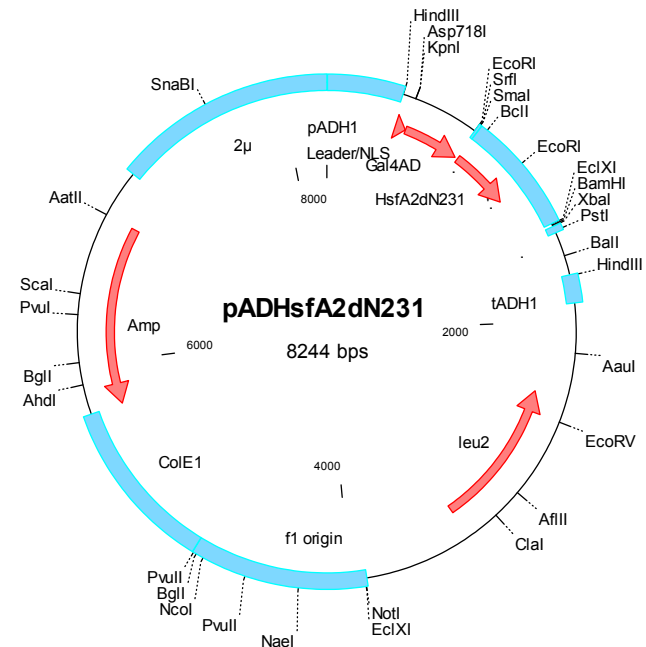 HindIII
Asp718I
KpnI
EcoRI
SrfI
SmaI
BclI
EcoRI
EclXI
BamHI
XbaI
PstI
BalI
HindIII
SnaBI
pADH1
2µ
Leader/NLS
Gal4AD
8000
HsfA2dN231
AatII
ScaI
PvuI
pADHsfA2dN231
tADH1
2000
Amp
6000
8244 bps
AauI
BglI
AhdI
leu2
EcoRV
ColE1
4000
AflII
ClaI
f1 origin
PvuII
BglI
NcoI
PvuII
NaeI
NotI
EclXI